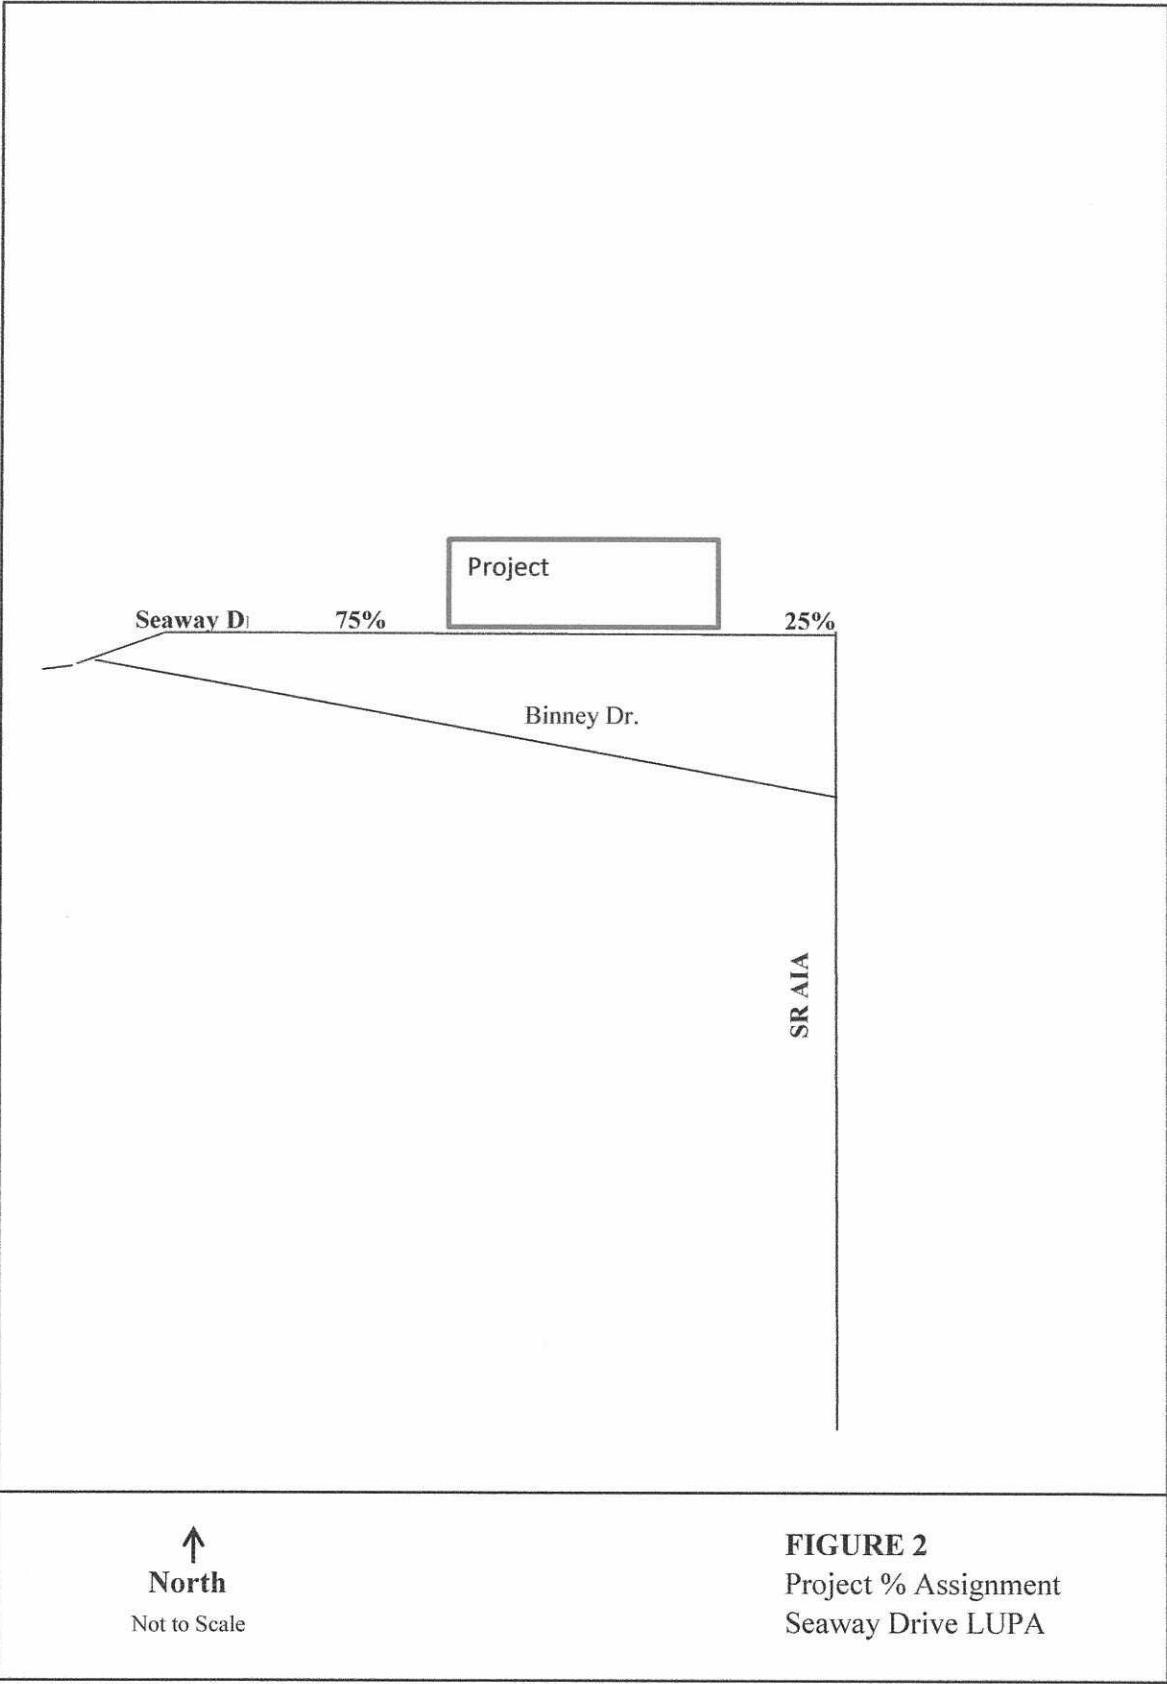 Project
Seaway D
75%
25%
Binney Dr.
SR AIA
North
Not to Scale
FIGURE 2
Project % Assignment
Seaway Drive LUPA